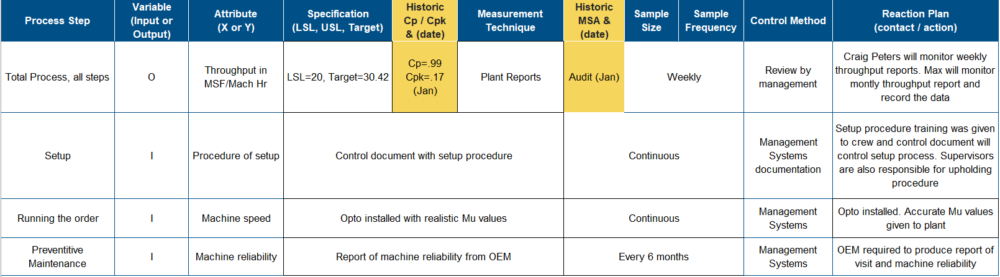 Process Step
Variable
(Input or
Output)
Attribute
(X or Y)
Specification
(LSL, USL, Target)
Historic
Cp / Cpk
& (date)
Measurement
Technique
Historic
MSA &
(date)
Sample
Size
Sample
Frequency
Control Method
Reaction Plan
(contact / action)
Total Process, all steps
O
Throughput in
MSF/Mach Hr
LSL=20, Target=30.42
Cp=.99
Cpk=.17
(Jan)
Plant Reports
Audit (Jan)
Weekly
Review by
management
Craig Peters will monitor weekly
throughput reports. Max will monitor
montly throughput report and
record the data
Setup
I
Procedure of setup
Control document with setup procedure
Continuous
Management
Systems
documentation
Setup procedure training was given
to crew and control document will
control setup process. Supervisors
are also responsible for upholding
procedure
Running the order
I
Machine speed
Opto installed with realistic Mu values
Continuous
Management
Systems
Opto installed. Accurate Mu values
given to plant
Preventitive
Maintenance
I
Machine reliability
Report of machine reliability from OEM
Every 6 months
Management
Systems
OEM required to produce report of
visit and machine reliability